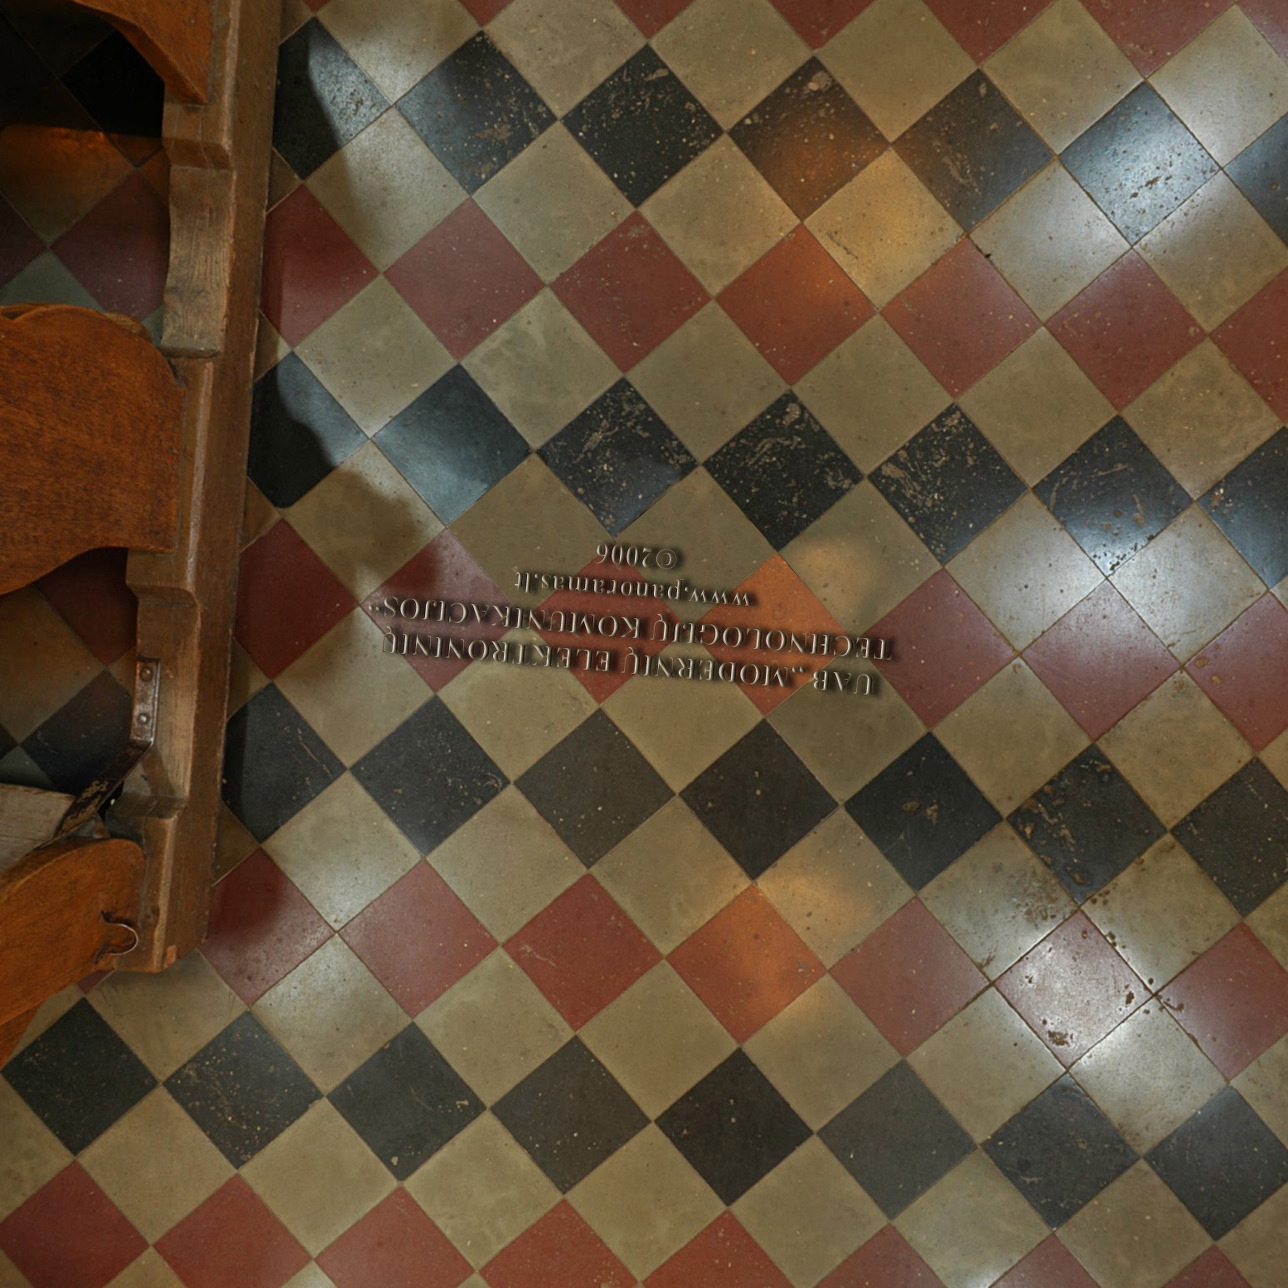 UAB „MODERNIŲ ELEKTRONINIŲ
TECHNOLOGIJŲ KOMUNIKACIJOS“
www.panoramas.lt
©2006